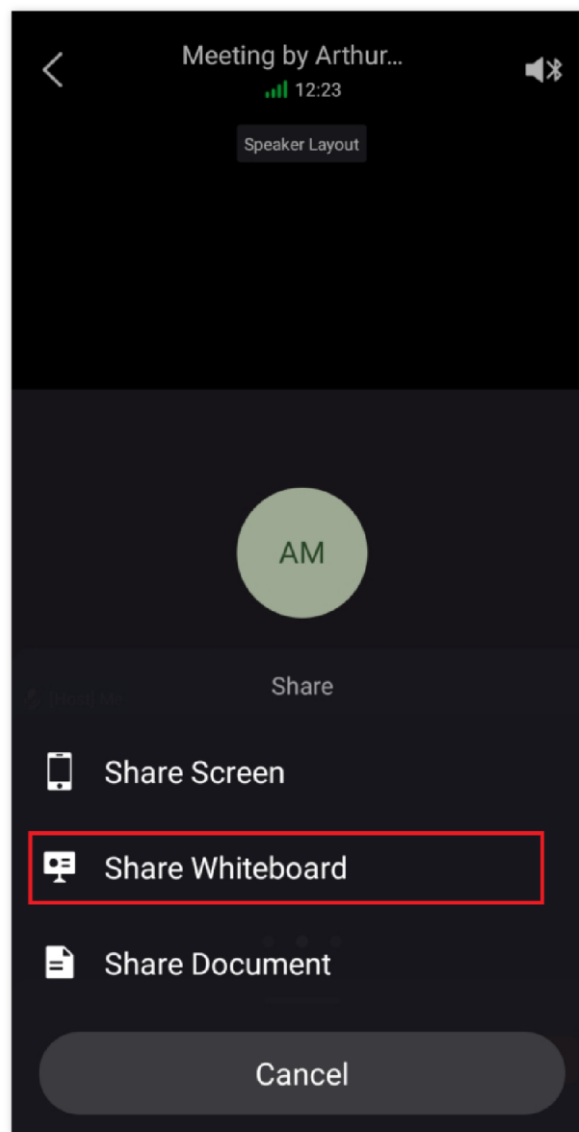 Meeting by Arthur...
12:23
Speaker Layout
AM
Share
Share Screen
Share Whiteboard
Share Document
Cancel